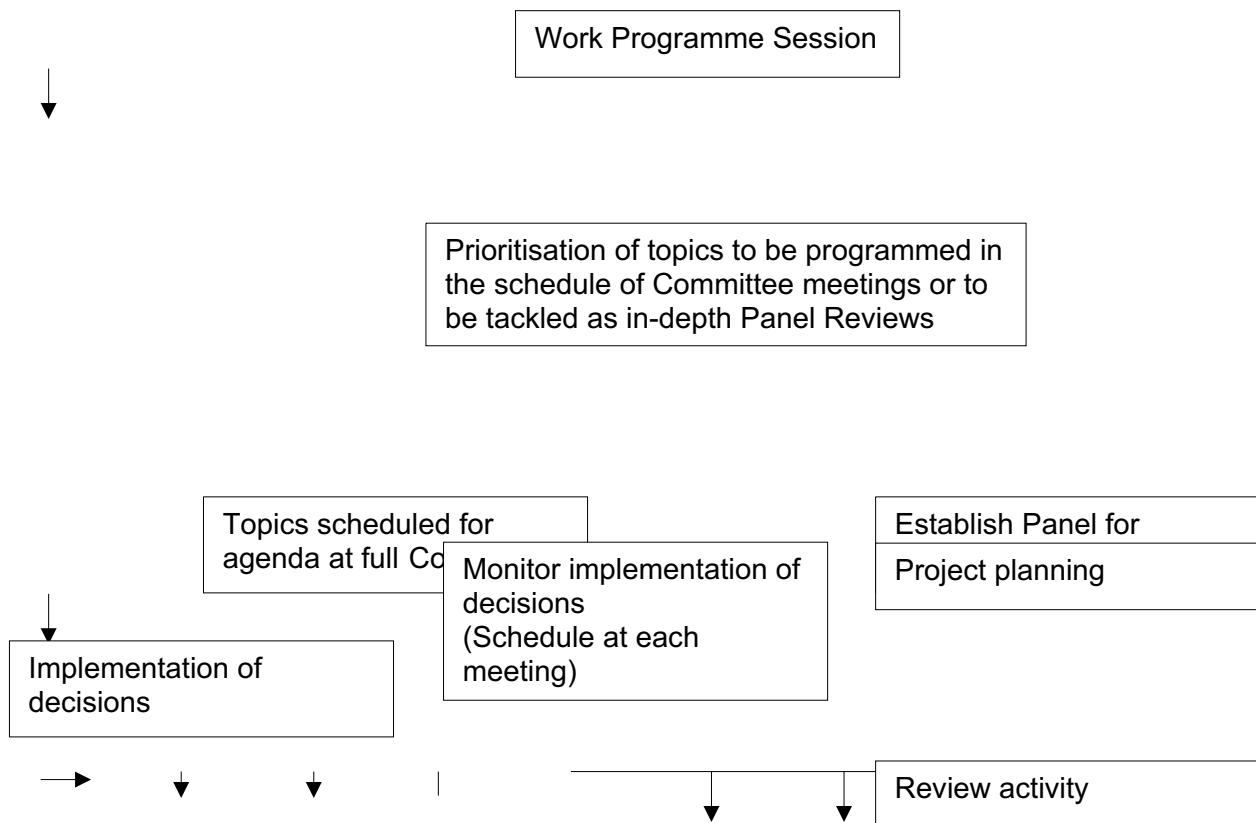 Work Programme Session
Prioritisation of topics to be programmed in
the schedule of Committee meetings or to
be tackled as in-depth Panel Reviews
Topics scheduled for
agenda at full
Monitor implementation of
decisions
(Schedule at each
meeting)
Establish Panel for
Project planning
Implementation of
decisions
Review activity